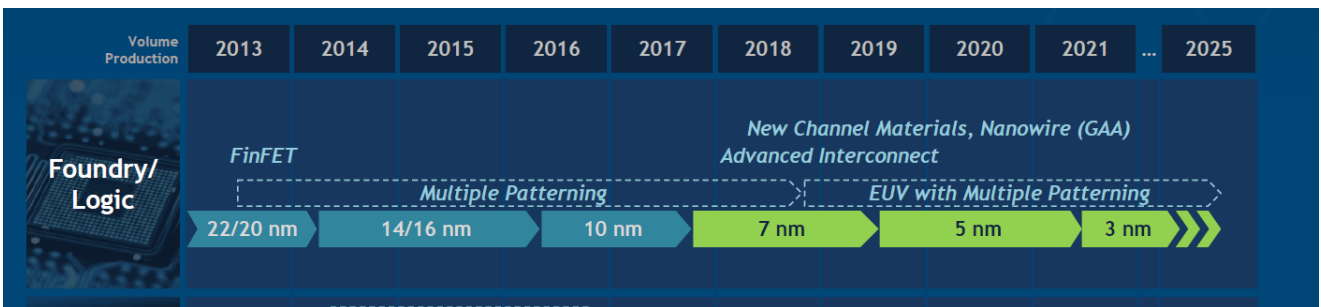 Volume
Production
2013 2014 2015 2016 2017 2018 2019 2020 2021 ... 2025
Foundry/
Logic
New Channel Materials, Nanowire (GAA)
FinFET Advanced Interconnect
Multiple Patterning EUV with Multiple Patterning
22/20 nm 14/16 nm 10 nm 7 nm 5 nm 3 nm